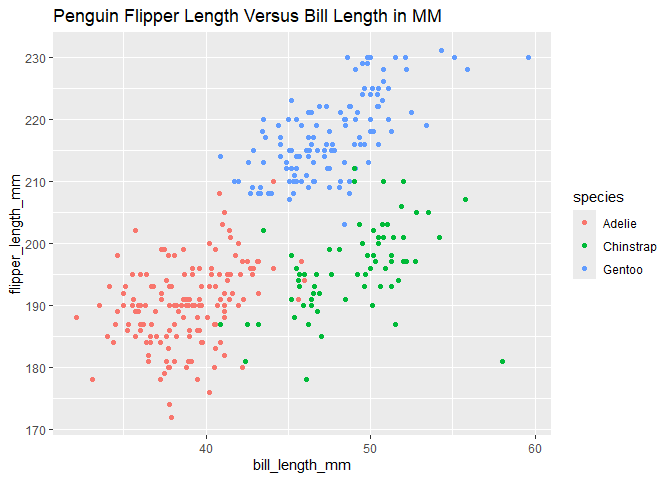 Penguin Flipper Length Versus Bill Length in MM
flipper_length_mm
230
220
210
200
190
180
170
40
50
60
bill_length_mm
species
Adelie
Chinstrap
Gentoo